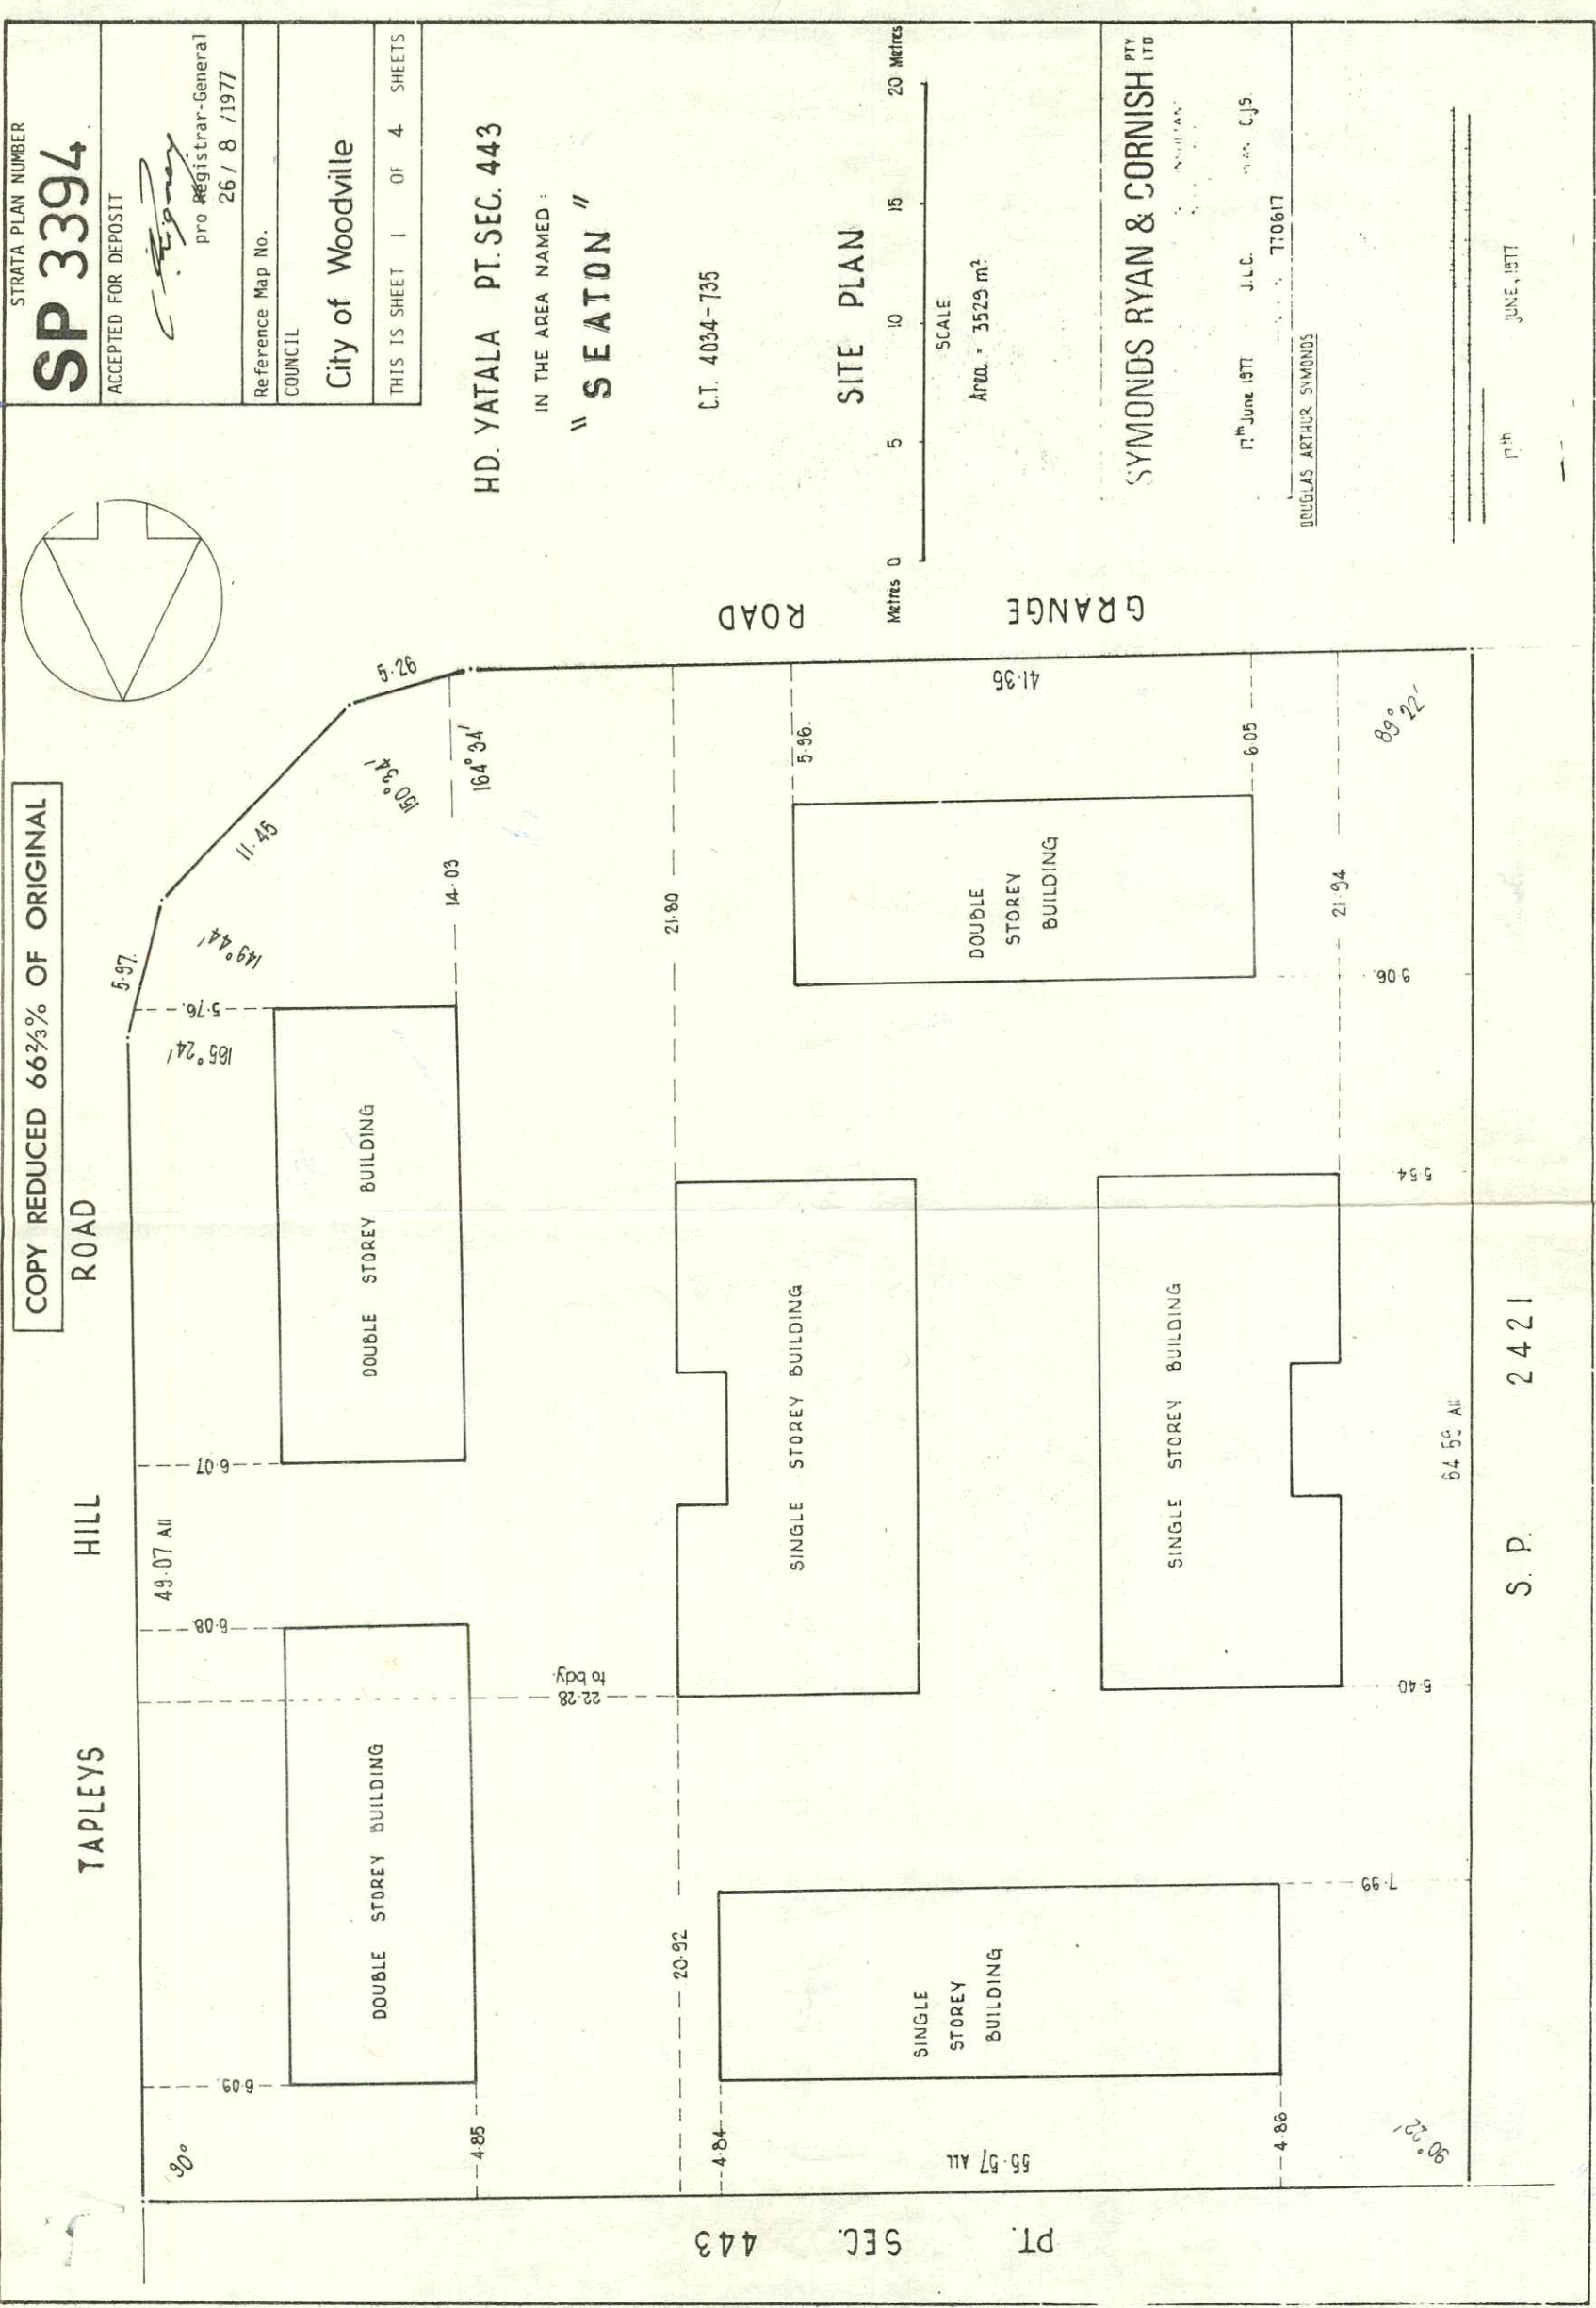 COPY REDUCED 66⅔% OF ORIGINAL
STRATA PLAN NUMBER
SP 3394
ACCEPTED FOR DEPOSIT
pro Registrar-General
26 / 8 / 1977
Reference Map No.
COUNCIL
City of Woodville
THIS IS SHEET 1 OF 4 SHEETS
HD. YATALA PT. SEC. 443
IN THE AREA NAMED :
" SEATON "
C.T. 4034-735
SITE PLAN
Metres 0 5 10 15 20 Metres
SCALE
Area = 3529 m²
SYMONDS RYAN & CORNISH PTY LTD
17th June 1977 J.L.C. C.J.S.
770617
DOUGLAS ARTHUR SYMONDS
17th JUNE, 1977
TAPLEYS HILL ROAD
49·07 All
5·97
11·45
5·26
165° 24'
149° 44'
150° 34'
164° 34'
90°
6·09
6·08
6·07
5·76
DOUBLE STOREY BUILDING
DOUBLE STOREY BUILDING
4·85
14·03
22·28
to bdy.
20·92
21·80
4·84
SINGLE STOREY BUILDING
5·96
GRANGE ROAD
41·35
55·57 ALL
SINGLE
STOREY
BUILDING
DOUBLE
STOREY
BUILDING
SINGLE STOREY BUILDING
4·86
6·05
21·94
7·99
5·40
5·54
9·06
90° 22'
89° 22'
64·59 All
PT. SEC. 443
S. P. 2421